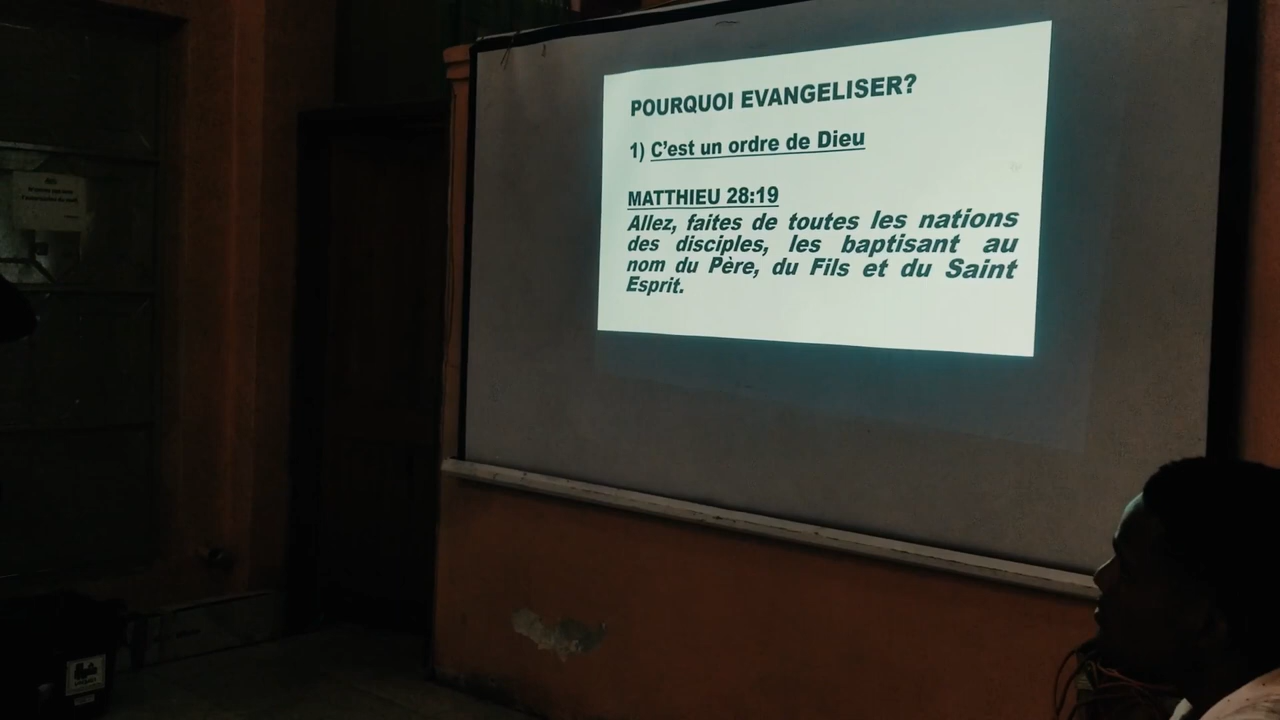 POURQUOI EVANGELISER?
1) C'est un ordre de Dieu
MATTHIEU 28:19
Allez, faites de toutes les nations
des disciples, les baptisant au
nom du Père, du Fils et du Saint
Esprit.